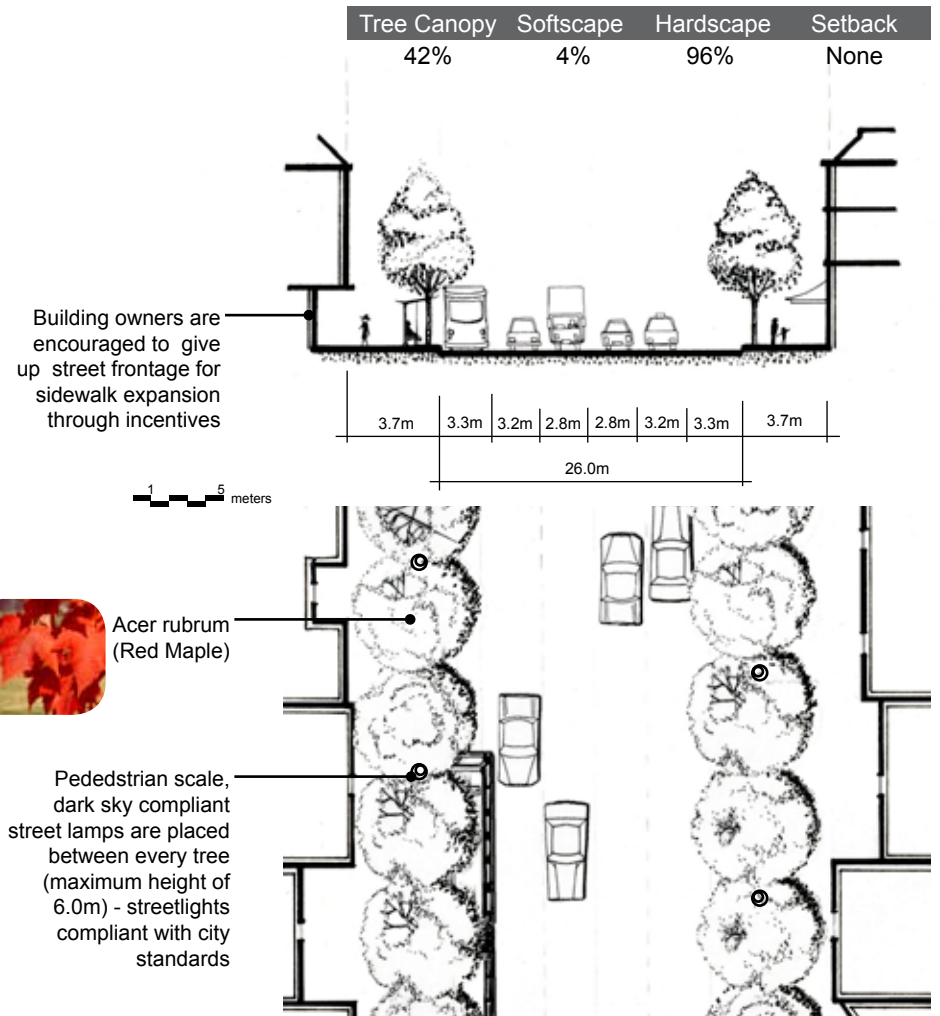 Tree Canopy Softscape Hardscape Setback
42% 4% 96% None
Building owners are
encouraged to give
up street frontage for
sidewalk expansion
through incentives
3.7m 3.3m 3.2m 2.8m 2.8m 3.2m 3.3m 3.7m
26.0m
1 5 meters
Acer rubrum
(Red Maple)
Pededstrian scale,
dark sky compliant
street lamps are placed
between every tree
(maximum height of
6.0m) - streetlights
compliant with city
standards